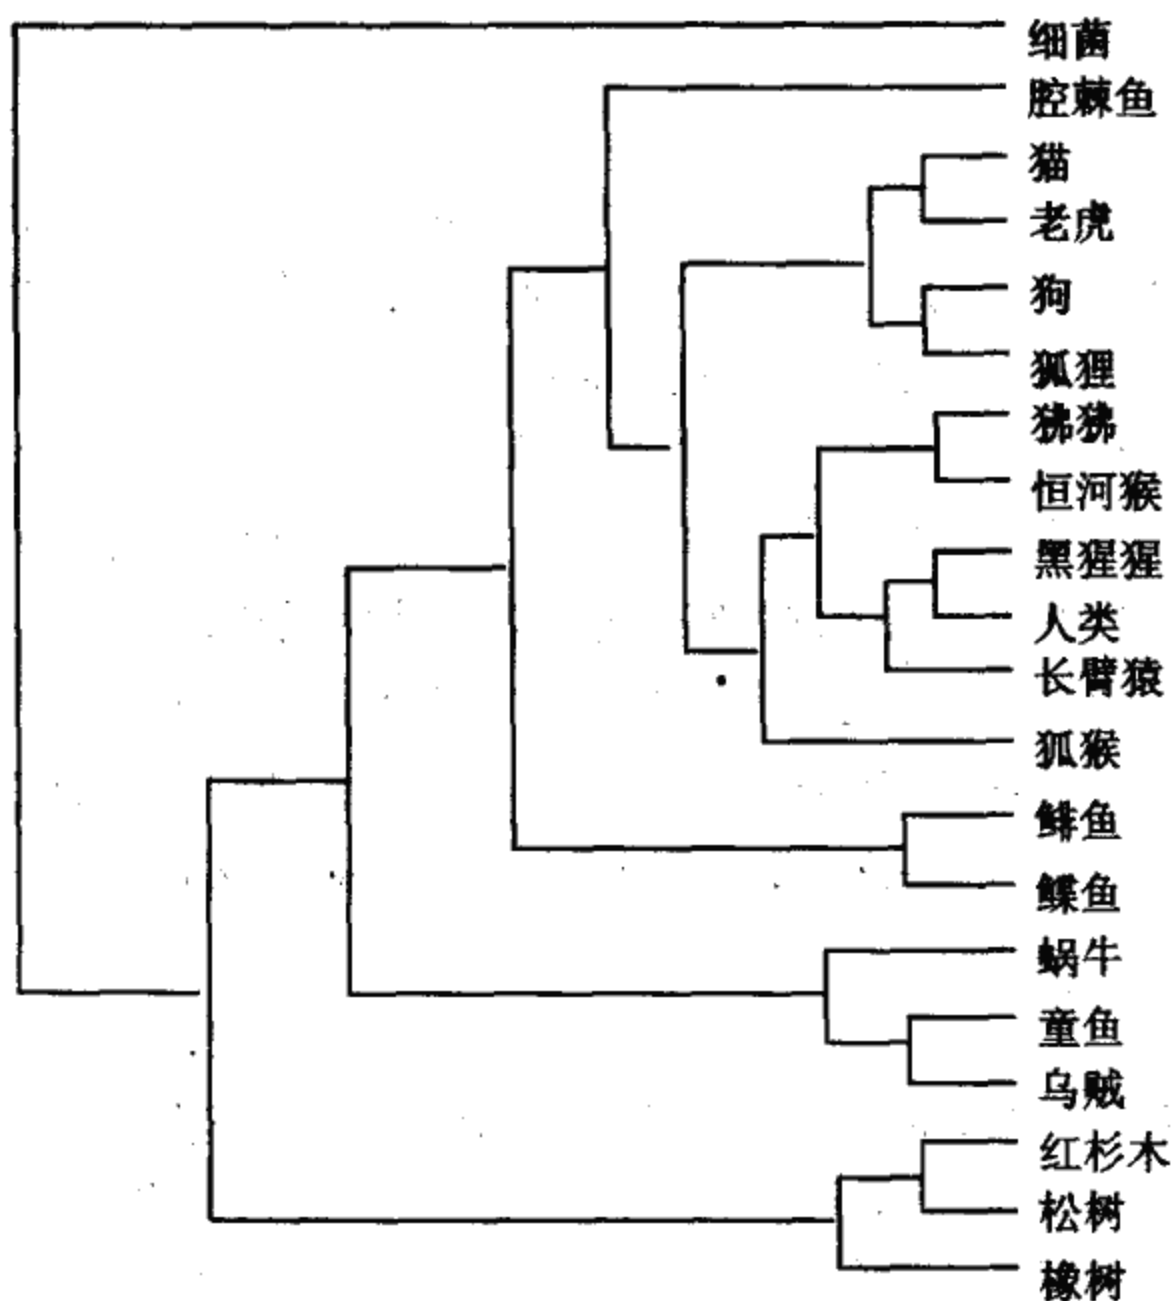 细菌
腔棘鱼
猫
老虎
狗
狐狸
狒狒
恒河猴
黑猩猩
人类
长臂猿
狐猴
鲱鱼
鲽鱼
蜗牛
童鱼
乌贼
红杉木
松树
橡树